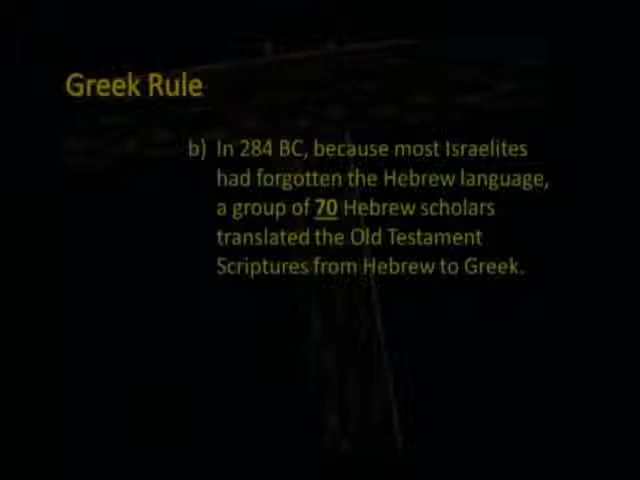 Greek Rule
b) In 284 BC, because most Israelites
had forgotten the Hebrew language,
a group of 70 Hebrew scholars
translated the Old Testament
Scriptures from Hebrew to Greek.